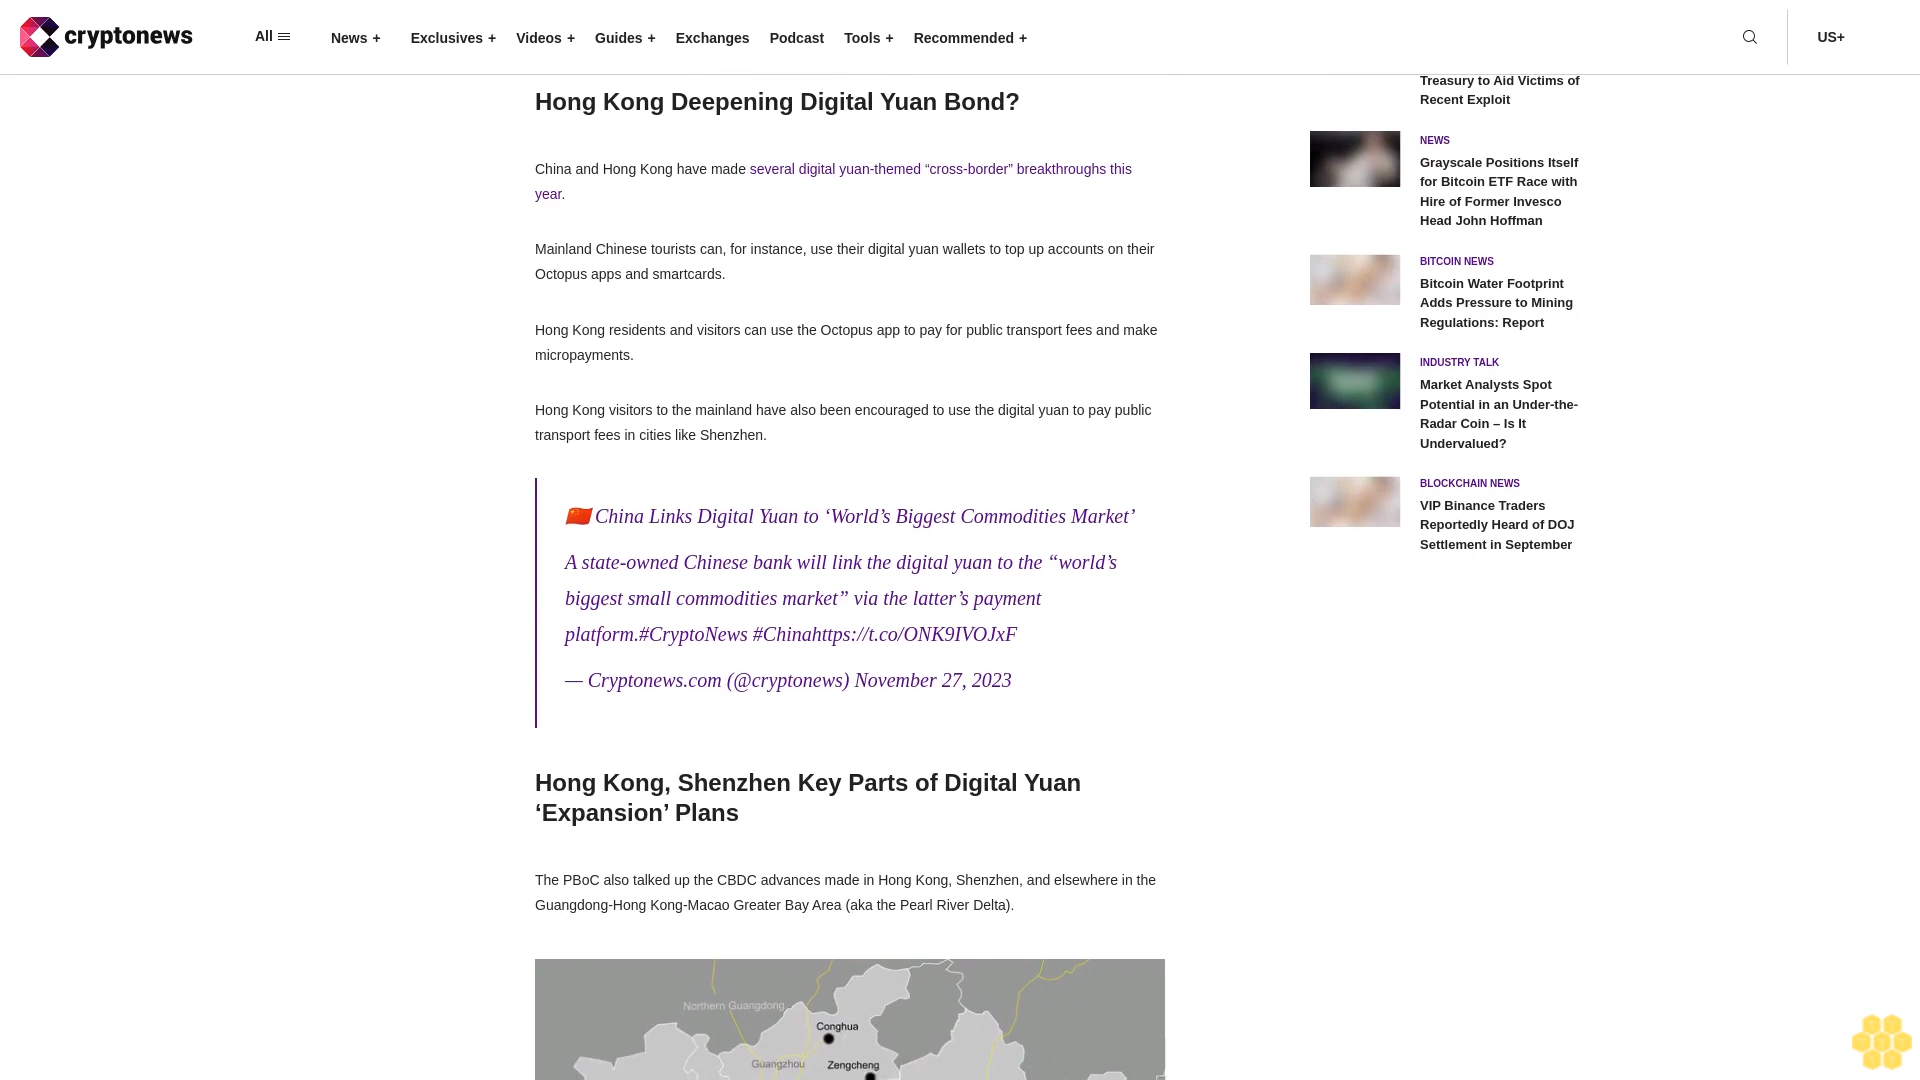 cryptonews
All
News +
Exclusives +
Videos +
Guides +
Exchanges
Podcast
Tools +
Recommended +
US+
Hong Kong Deepening Digital Yuan Bond?
China and Hong Kong have made several digital yuan-themed “cross-border” breakthroughs this
year.
Mainland Chinese tourists can, for instance, use their digital yuan wallets to top up accounts on their
Octopus apps and smartcards.
Hong Kong residents and visitors can use the Octopus app to pay for public transport fees and make
micropayments.
Hong Kong visitors to the mainland have also been encouraged to use the digital yuan to pay public
transport fees in cities like Shenzhen.
🇨🇳 China Links Digital Yuan to ‘World’s Biggest Commodities Market’
A state-owned Chinese bank will link the digital yuan to the “world’s
biggest small commodities market” via the latter’s payment
platform.#CryptoNews #Chinahttps://t.co/ONK9IVOJxF
— Cryptonews.com (@cryptonews) November 27, 2023
Hong Kong, Shenzhen Key Parts of Digital Yuan
‘Expansion’ Plans
The PBoC also talked up the CBDC advances made in Hong Kong, Shenzhen, and elsewhere in the
Guangdong-Hong Kong-Macao Greater Bay Area (aka the Pearl River Delta).
Northern Guangdong
Conghua
Guangzhou
Zengcheng
Treasury to Aid Victims of
Recent Exploit
NEWS
Grayscale Positions Itself
for Bitcoin ETF Race with
Hire of Former Invesco
Head John Hoffman
BITCOIN NEWS
Bitcoin Water Footprint
Adds Pressure to Mining
Regulations: Report
INDUSTRY TALK
Market Analysts Spot
Potential in an Under-the-
Radar Coin – Is It
Undervalued?
BLOCKCHAIN NEWS
VIP Binance Traders
Reportedly Heard of DOJ
Settlement in September